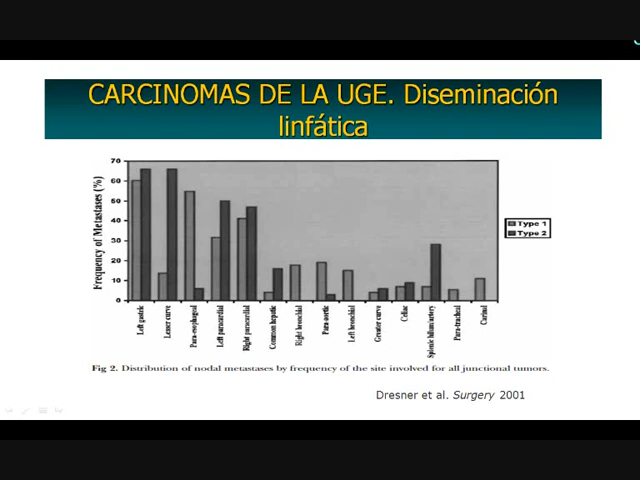 CARCINOMAS DE LA UGE. Diseminación
linfática
70
60
50
40
30
20
10
0
Frequency of Metastases (%)
Type 1
Type 2
Left gastric
Lesser curve
Para-esophageal
Left paracardial
Right paracardial
Common hepatic
Right bronchial
Para-aortic
Left bronchial
Greater curve
Celiac
Splenic hilum/artery
Para-tracheal
Carinal
Fig 2. Distribution of nodal metastases by frequency of the site involved for all junctional tumors.
Dresner et al. Surgery 2001